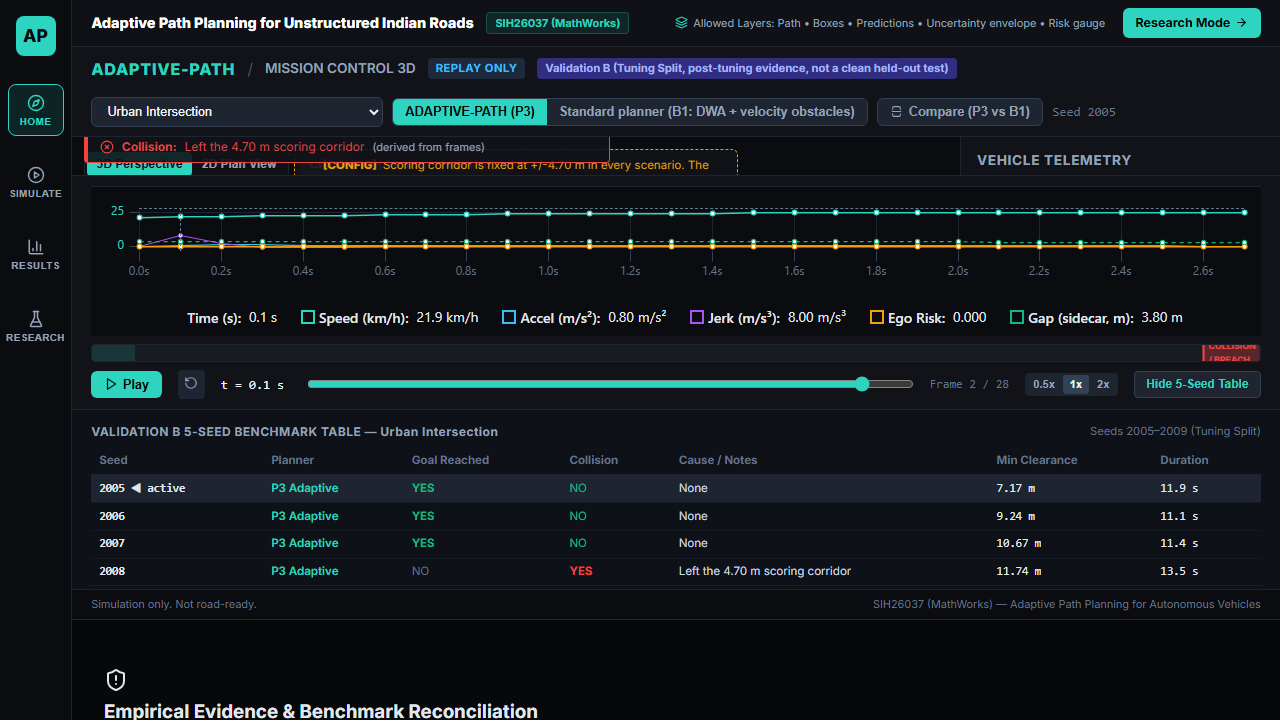 AP
Adaptive Path Planning for Unstructured Indian Roads
SIH26037 (MathWorks)
Allowed Layers: Path • Boxes • Predictions • Uncertainty envelope • Risk gauge
Research Mode →
HOME
SIMULATE
RESULTS
RESEARCH
ADAPTIVE-PATH / MISSION CONTROL 3D
REPLAY ONLY
Validation B (Tuning Split, post-tuning evidence, not a clean held-out test)
Urban Intersection
ADAPTIVE-PATH (P3)
Standard planner (B1: DWA + velocity obstacles)
Compare (P3 vs B1)
Seed 2005
Collision: Left the 4.70 m scoring corridor (derived from frames)
3D Perspective
2D Plan View
[CONFIG] Scoring corridor is fixed at +/-4.70 m in every scenario. The
VEHICLE TELEMETRY
25
0
0.0s 0.2s 0.4s 0.6s 0.8s 1.0s 1.2s 1.4s 1.6s 1.8s 2.0s 2.2s 2.4s 2.6s
Time (s): 0.1 s Speed (km/h): 21.9 km/h Accel (m/s²): 0.80 m/s² Jerk (m/s³): 8.00 m/s³ Ego Risk: 0.000 Gap (sidecar, m): 3.80 m
COLLISION
/ BREACH
Play
t = 0.1 s
Frame 2 / 28
0.5x 1x 2x
Hide 5-Seed Table
VALIDATION B 5-SEED BENCHMARK TABLE — Urban Intersection
Seeds 2005–2009 (Tuning Split)
Seed Planner Goal Reached Collision Cause / Notes Min Clearance Duration
2005 ◀ active P3 Adaptive YES NO None 7.17 m 11.9 s
2006 P3 Adaptive YES NO None 9.24 m 11.1 s
2007 P3 Adaptive YES NO None 10.67 m 11.4 s
2008 P3 Adaptive NO YES Left the 4.70 m scoring corridor 11.74 m 13.5 s
Simulation only. Not road-ready.
SIH26037 (MathWorks) — Adaptive Path Planning for Autonomous Vehicles
Empirical Evidence & Benchmark Reconciliation